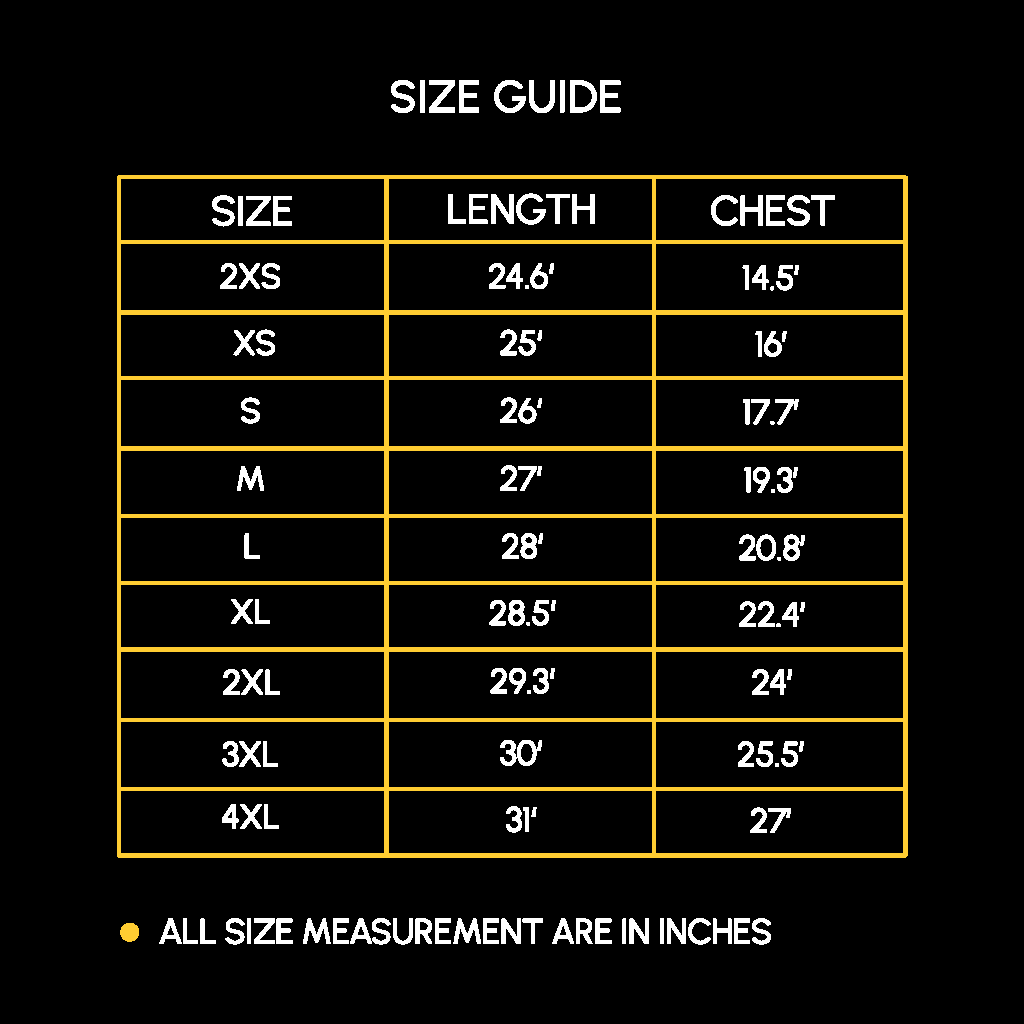 SIZE GUIDE
SIZE LENGTH CHEST
2XS 24.6' 14.5'
XS 25' 16'
S 26' 17.7'
M 27' 19.3'
L 28' 20.8'
XL 28.5' 22.4'
2XL 29.3' 24'
3XL 30' 25.5'
4XL 31' 27'
ALL SIZE MEASUREMENT ARE IN INCHES